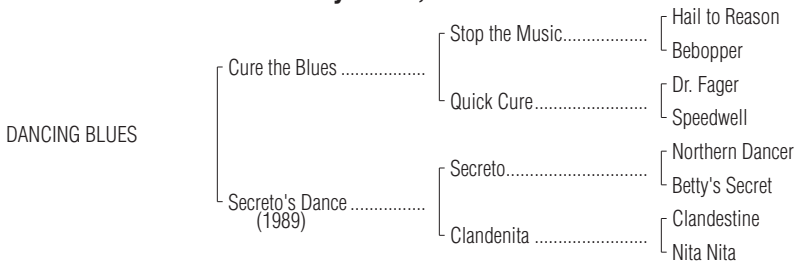 Hail to Reason
Stop the Music..................
Bebopper
Cure the Blues ..................
Dr. Fager
Quick Cure........................
Speedwell
DANCING BLUES
Northern Dancer
Secreto..............................
Betty's Secret
Secreto's Dance ................
(1989)
Clandestine
Clandenita ........................
Nita Nita